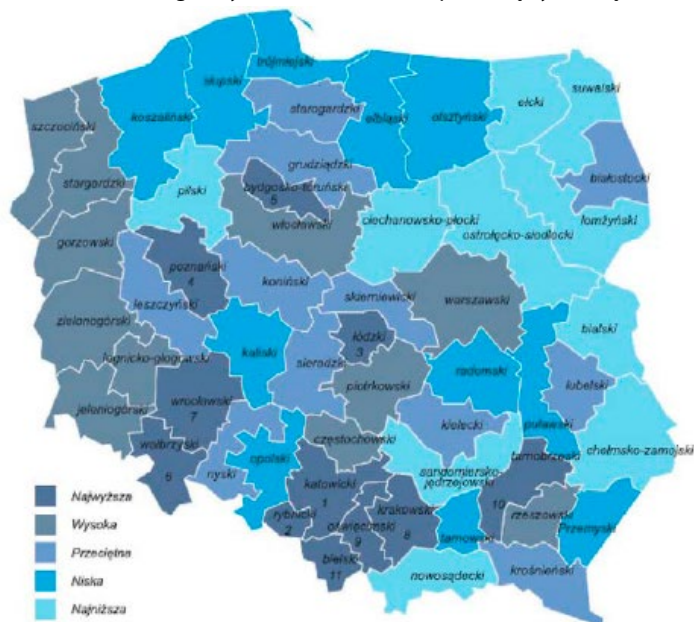 trójmiejski
słupski
koszaliński
starogardzki
elbląski
olsztyński
ełcki
suwalski
szczeciński
grudziądzki
białostocki
stargardzki
pilski
bydgosko-toruński
5
ciechanowsko-płocki
łomżyński
włocławski
ostrołęcko-siedlecki
gorzowski
poznański
4
koniński
leszczyński
skierniewicki
warszawski
zielonogórski
łódzki
3
bialski
legnicko-głogowski
kaliski
sieradzki
radomski
piotrkowski
lubelski
jeleniogórski
wrocławski
7
kielecki
puławski
wałbrzyski
6
częstochowski
chełmsko-zamojski
opolski
nyski
sandomiersko-
jędrzejowski
tarnobrzeski
katowicki
1
krakowski
8
10
rzeszowski
rybnicki
2
oświęcimski
9
tarnowski
Przemyski
bielski
11
nowosądecki
krośnieński
Najwyższa
Wysoka
Przeciętna
Niska
Najniższa